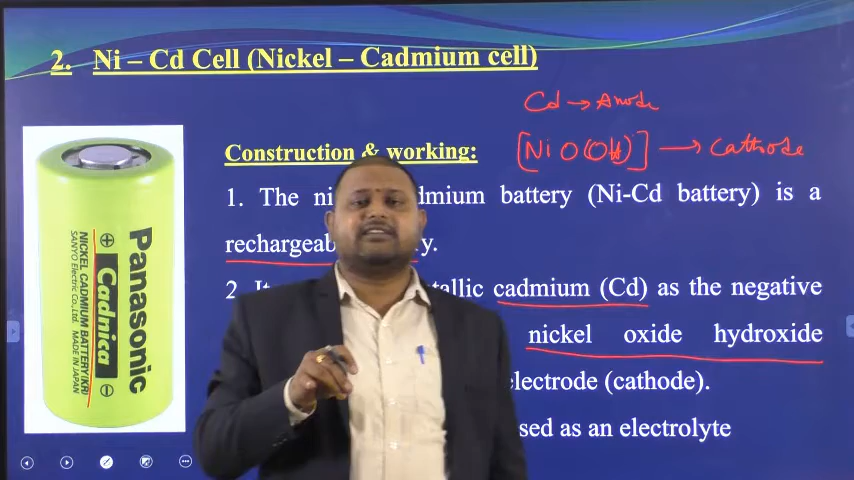 2. Ni – Cd Cell (Nickel – Cadmium cell)
Cd → Anode
Construction & working:
[NiO(OH)] → Cathode
1. The dmium battery (Ni-Cd battery) is a
rechargeab y.
2. It tallic cadmium (Cd) as the negative
nickel oxide hydroxide
electrode (cathode).
sed as an electrolyte
Panasonic
Cadnica
NICKEL CADMIUM BATTERY(KR)
SANYO Electric Co.,Ltd. MADE IN JAPAN